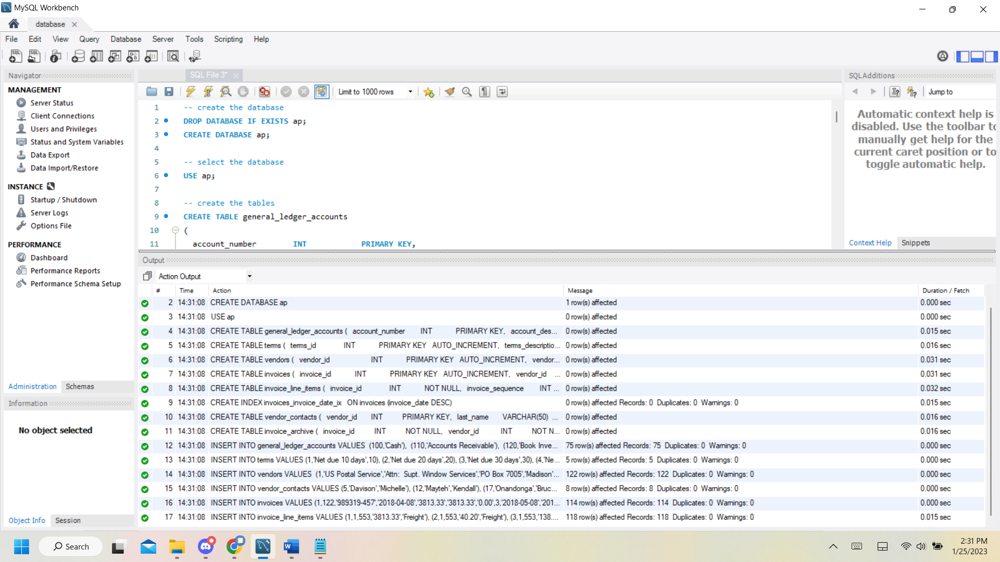 MySQL Workbench
database
File Edit View Query Database Server Tools Scripting Help
Navigator
MANAGEMENT
Server Status
Client Connections
Users and Privileges
Status and System Variables
Data Export
Data Import/Restore
INSTANCE
Startup / Shutdown
Server Logs
Options File
PERFORMANCE
Dashboard
Performance Reports
Performance Schema Setup
Administration Schemas
Information
No object selected
Object Info Session
SQL File 3*
Limit to 1000 rows
1 -- create the database
2 DROP DATABASE IF EXISTS ap;
3 CREATE DATABASE ap;
4
5 -- select the database
6 USE ap;
7
8 -- create the tables
9 CREATE TABLE general_ledger_accounts
10 (
11 account_number INT PRIMARY KEY,
SQLAdditions
Jump to
Automatic context help is
disabled. Use the toolbar to
manually get help for the
current caret position or to
toggle automatic help.
Context Help Snippets
Output
Action Output
# Time Action Message Duration / Fetch
2 14:31:08 CREATE DATABASE ap 1 row(s) affected 0.000 sec
3 14:31:08 USE ap 0 row(s) affected 0.000 sec
4 14:31:08 CREATE TABLE general_ledger_accounts ( account_number INT PRIMARY KEY, account_des... 0 row(s) affected 0.015 sec
5 14:31:08 CREATE TABLE terms ( terms_id INT PRIMARY KEY AUTO_INCREMENT, terms_descriptio... 0 row(s) affected 0.016 sec
6 14:31:08 CREATE TABLE vendors ( vendor_id INT PRIMARY KEY AUTO_INCREMENT, vendor... 0 row(s) affected 0.031 sec
7 14:31:08 CREATE TABLE invoices ( invoice_id INT PRIMARY KEY AUTO_INCREMENT, vendor_id ... 0 row(s) affected 0.031 sec
8 14:31:08 CREATE TABLE invoice_line_items ( invoice_id INT NOT NULL, invoice_sequence INT ... 0 row(s) affected 0.032 sec
9 14:31:08 CREATE INDEX invoices_invoice_date_ix ON invoices (invoice_date DESC) 0 row(s) affected Records: 0 Duplicates: 0 Warnings: 0 0.015 sec
10 14:31:08 CREATE TABLE vendor_contacts ( vendor_id INT PRIMARY KEY, last_name VARCHAR(50) ... 0 row(s) affected 0.016 sec
11 14:31:08 CREATE TABLE invoice_archive ( invoice_id INT NOT NULL, vendor_id INT NOT N... 0 row(s) affected 0.016 sec
12 14:31:08 INSERT INTO general_ledger_accounts VALUES (100,'Cash'), (110,'Accounts Receivable'), (120,'Book Inve... 75 row(s) affected Records: 75 Duplicates: 0 Warnings: 0 0.000 sec
13 14:31:08 INSERT INTO terms VALUES (1,'Net due 10 days',10), (2,'Net due 20 days',20), (3,'Net due 30 days',30), (4,'Ne... 5 row(s) affected Records: 5 Duplicates: 0 Warnings: 0 0.000 sec
14 14:31:08 INSERT INTO vendors VALUES (1,'US Postal Service','Attn: Supt. Window Services','PO Box 7005','Madison'... 122 row(s) affected Records: 122 Duplicates: 0 Warnings: 0 0.000 sec
15 14:31:08 INSERT INTO vendor_contacts VALUES (5,'Davison','Michelle'), (12,'Mayteh','Kendall'), (17,'Onandonga','Bruc... 8 row(s) affected Records: 8 Duplicates: 0 Warnings: 0 0.000 sec
16 14:31:08 INSERT INTO invoices VALUES (1,122,'989319-457','2018-04-08','3813.33','3813.33','0.00',3,'2018-05-08','201... 114 row(s) affected Records: 114 Duplicates: 0 Warnings: 0 0.000 sec
17 14:31:08 INSERT INTO invoice_line_items VALUES (1,1,553,'3813.33','Freight'), (2,1,553,'40.20','Freight'), (3,1,553,'138.... 118 row(s) affected Records: 118 Duplicates: 0 Warnings: 0 0.015 sec
Search
2:31 PM
1/25/2023